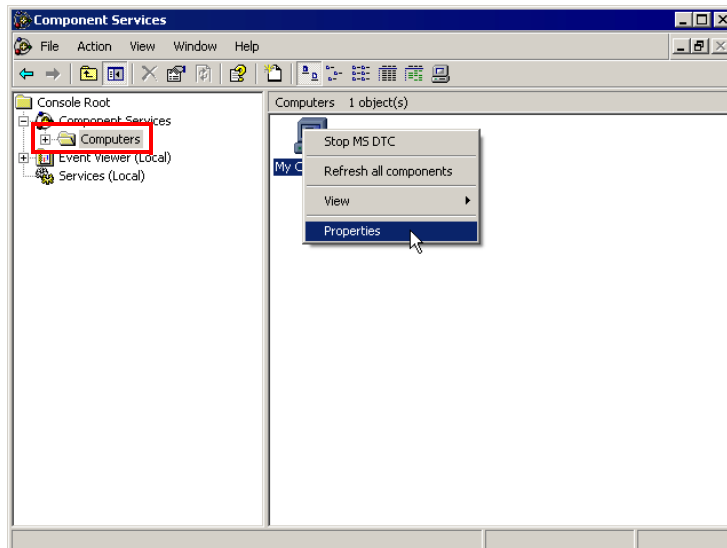 Component Services
File Action View Window Help
Console Root
Component Services
Computers
Event Viewer (Local)
Services (Local)
Computers 1 object(s)
My C
Stop MS DTC
Refresh all components
View
Properties